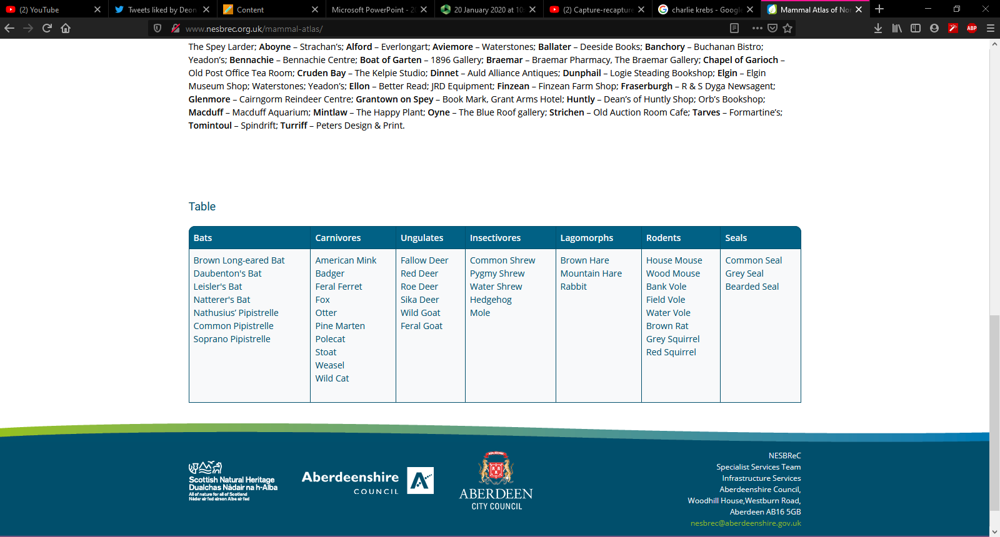 (2) YouTube
Tweets liked by Deon
Content
Microsoft PowerPoint - 2
20 January 2020 at 10:
(2) Capture-recapture
charlie krebs - Google
Mammal Atlas of Nor
www.nesbrec.org.uk/mammal-atlas/
ABP
The Spey Larder; Aboyne – Strachan’s; Alford – Everlongart; Aviemore – Waterstones; Ballater – Deeside Books; Banchory – Buchanan Bistro;
Yeadon’s; Bennachie – Bennachie Centre; Boat of Garten – 1896 Gallery; Braemar – Braemar Pharmacy, The Braemar Gallery; Chapel of Garioch –
Old Post Office Tea Room; Cruden Bay – The Kelpie Studio; Dinnet – Auld Alliance Antiques; Dunphail – Logie Steading Bookshop; Elgin – Elgin
Museum Shop; Waterstones; Yeadon’s; Ellon – Better Read; JRD Equipment; Finzean – Finzean Farm Shop; Fraserburgh – R & S Dyga Newsagent;
Glenmore – Cairngorm Reindeer Centre; Grantown on Spey – Book Mark, Grant Arms Hotel; Huntly – Dean’s of Huntly Shop; Orb’s Bookshop;
Macduff – Macduff Aquarium; Mintlaw – The Happy Plant; Oyne – The Blue Roof gallery; Strichen – Old Auction Room Cafe; Tarves – Formartine’s;
Tomintoul – Spindrift; Turriff – Peters Design & Print.
Table
Bats Carnivores Ungulates Insectivores Lagomorphs Rodents Seals
Brown Long-eared Bat American Mink Fallow Deer Common Shrew Brown Hare House Mouse Common Seal
Daubenton's Bat Badger Red Deer Pygmy Shrew Mountain Hare Wood Mouse Grey Seal
Leisler's Bat Feral Ferret Roe Deer Water Shrew Rabbit Bank Vole Bearded Seal
Natterer's Bat Fox Sika Deer Hedgehog Field Vole
Nathusius’ Pipistrelle Otter Wild Goat Mole Water Vole
Common Pipistrelle Pine Marten Feral Goat Brown Rat
Soprano Pipistrelle Polecat Grey Squirrel
Stoat Red Squirrel
Weasel
Wild Cat
Scottish Natural Heritage
Dualchas Nàdair na h-Alba
All of nature for all of Scotland
Nàdar air fad airson Alba air fad
Aberdeenshire
COUNCIL
ABERDEEN
CITY COUNCIL
NESBReC
Specialist Services Team
Infrastructure Services
Aberdeenshire Council,
Woodhill House,Westburn Road,
Aberdeen AB16 5GB
nesbrec@aberdeenshire.gov.uk